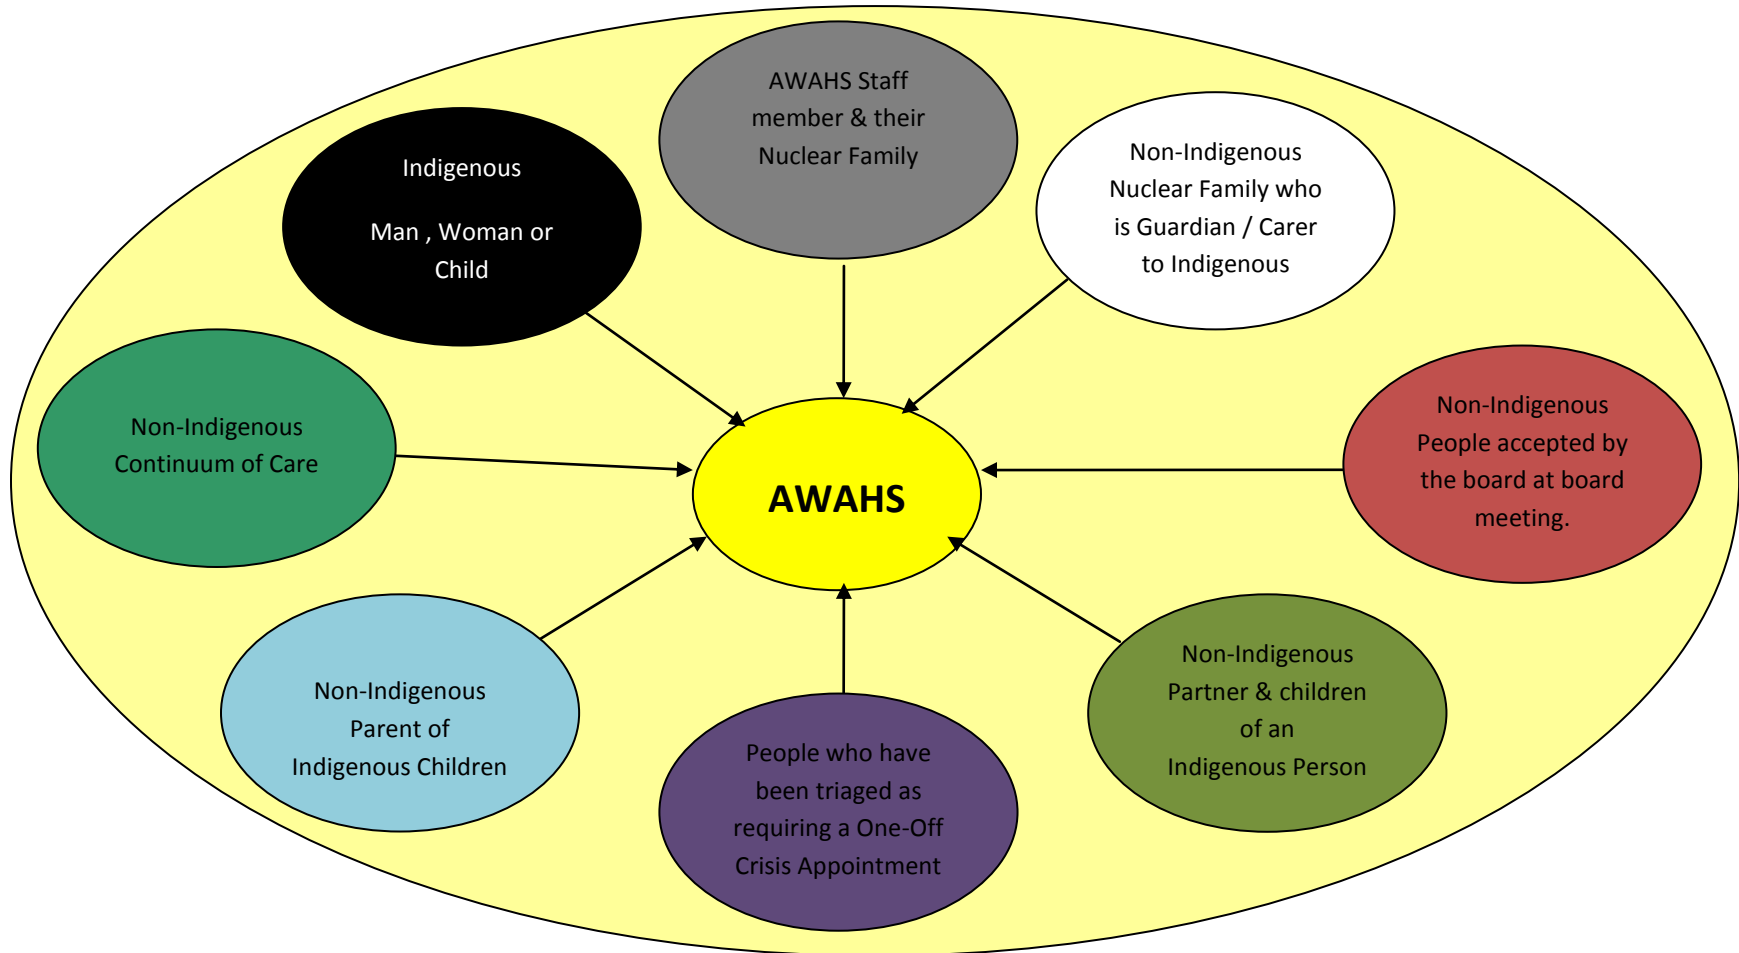 AWAHS Staff
member & their
Nuclear Family
Indigenous
Man , Woman or
Child
Non-Indigenous
Nuclear Family who
is Guardian / Carer
to Indigenous
Non-Indigenous
Continuum of Care
Non-Indigenous
People accepted by
the board at board
meeting.
AWAHS
Non-Indigenous
Parent of
Indigenous Children
People who have
been triaged as
requiring a One-Off
Crisis Appointment
Non-Indigenous
Partner & children
of an
Indigenous Person